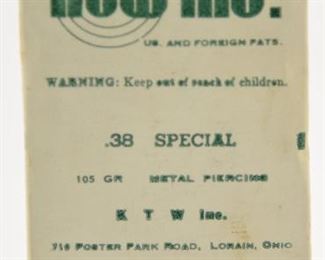 Inc.
U.S. AND FOREIGN PATS.
WARNING: Keep out of reach of children.
.38 SPECIAL
105 GR METAL PIERCING
K T W Inc.
FOSTER PARK ROAD, LORAIN, OHIO